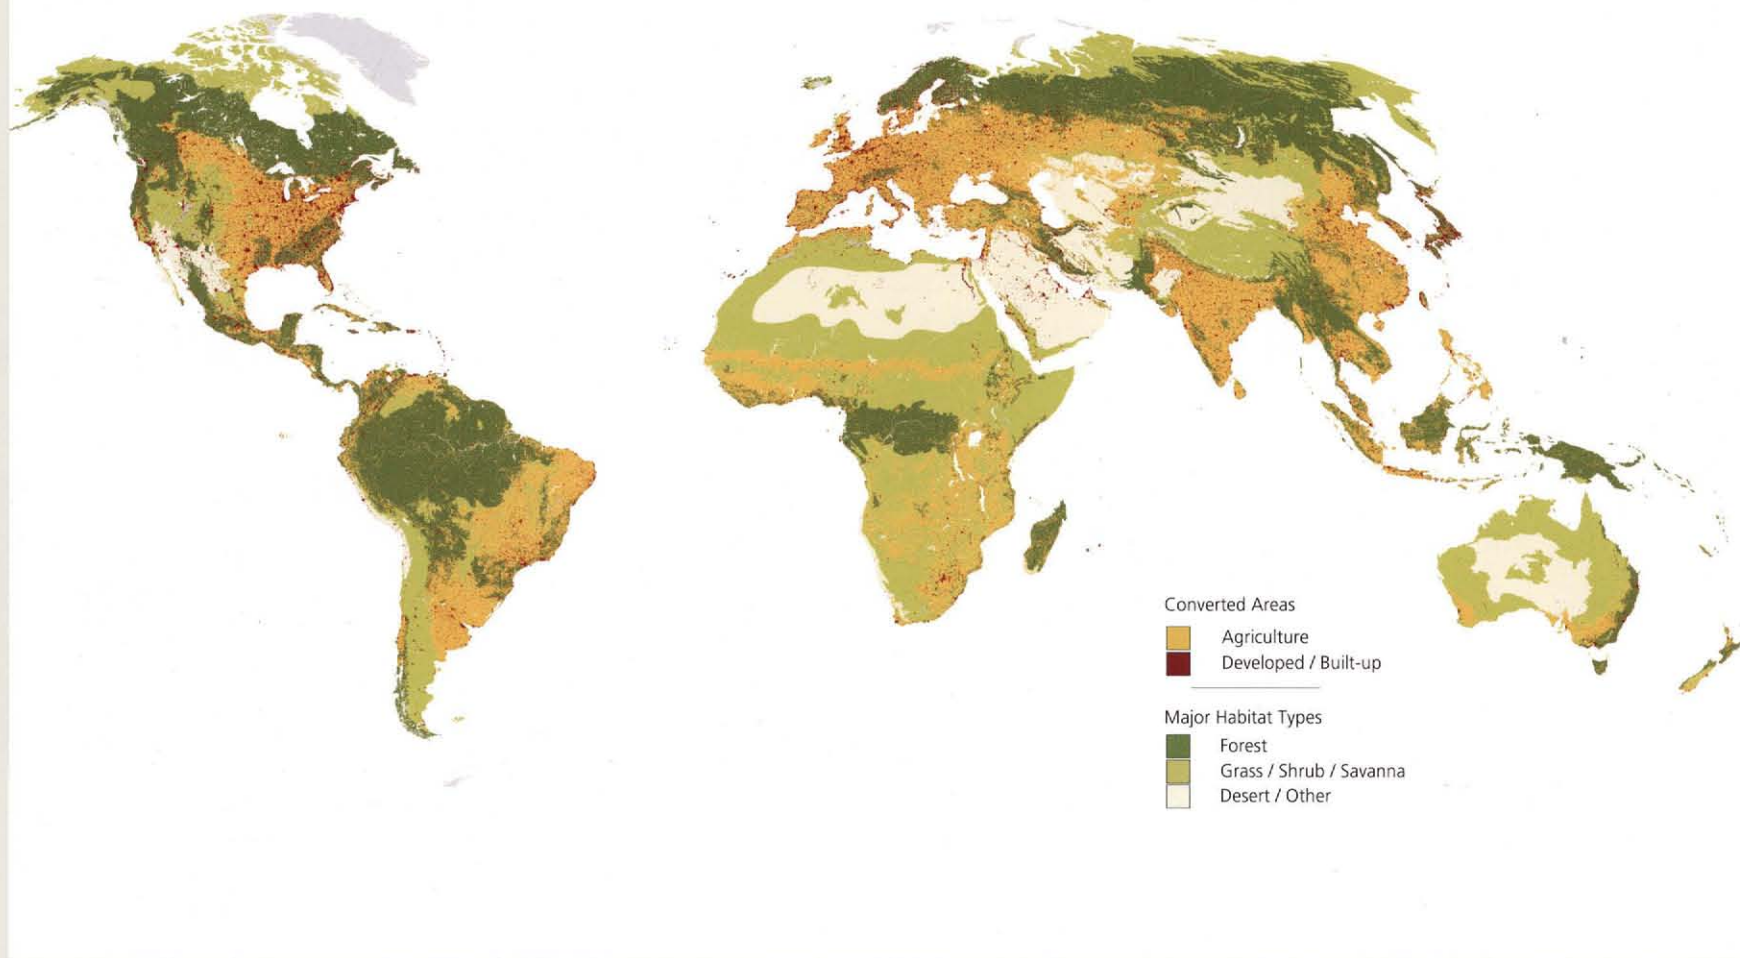 Converted Areas
Agriculture
Developed / Built-up
Major Habitat Types
Forest
Grass / Shrub / Savanna
Desert / Other